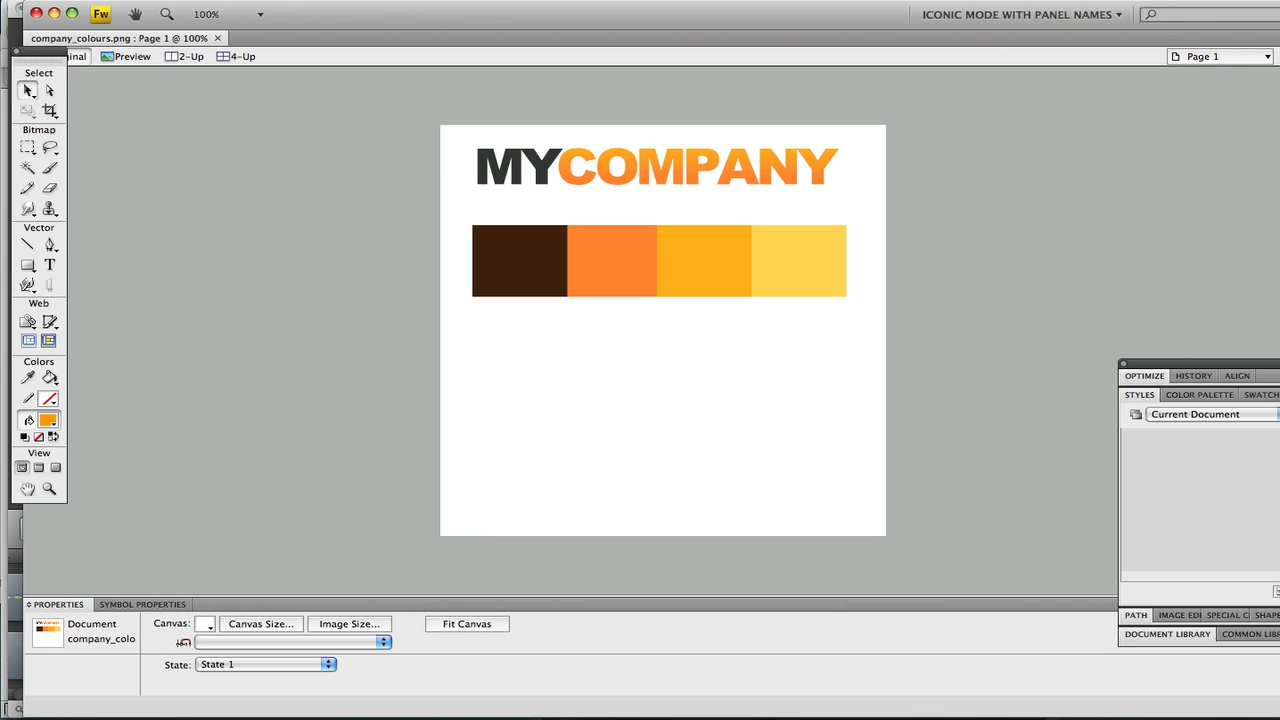 Fw 100% ICONIC MODE WITH PANEL NAMES
company_colours.png : Page 1 @ 100%
inal Preview 2-Up 4-Up Page 1
Select
Bitmap
Vector
Web
Colors
View
MYCOMPANY
OPTIMIZE HISTORY ALIGN
STYLES COLOR PALETTE SWATCH
Current Document
PATH IMAGE EDI SPECIAL C SHAPE
DOCUMENT LIBRARY COMMON LIBR
PROPERTIES SYMBOL PROPERTIES
Document Canvas: Canvas Size... Image Size... Fit Canvas
company_colo
State: State 1